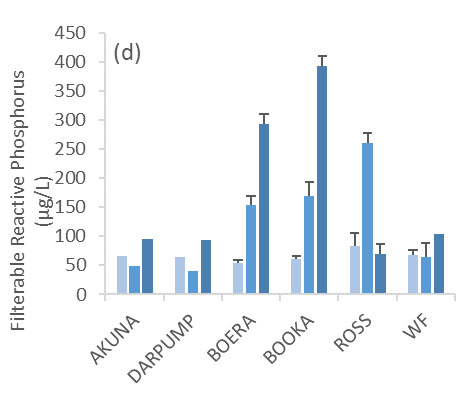 (d)
Filterable Reactive Phosphorus
(µg/L)
450
400
350
300
250
200
150
100
50
0
AKUNA
DARPUMP
BOERA
BOOKA
ROSS
WF